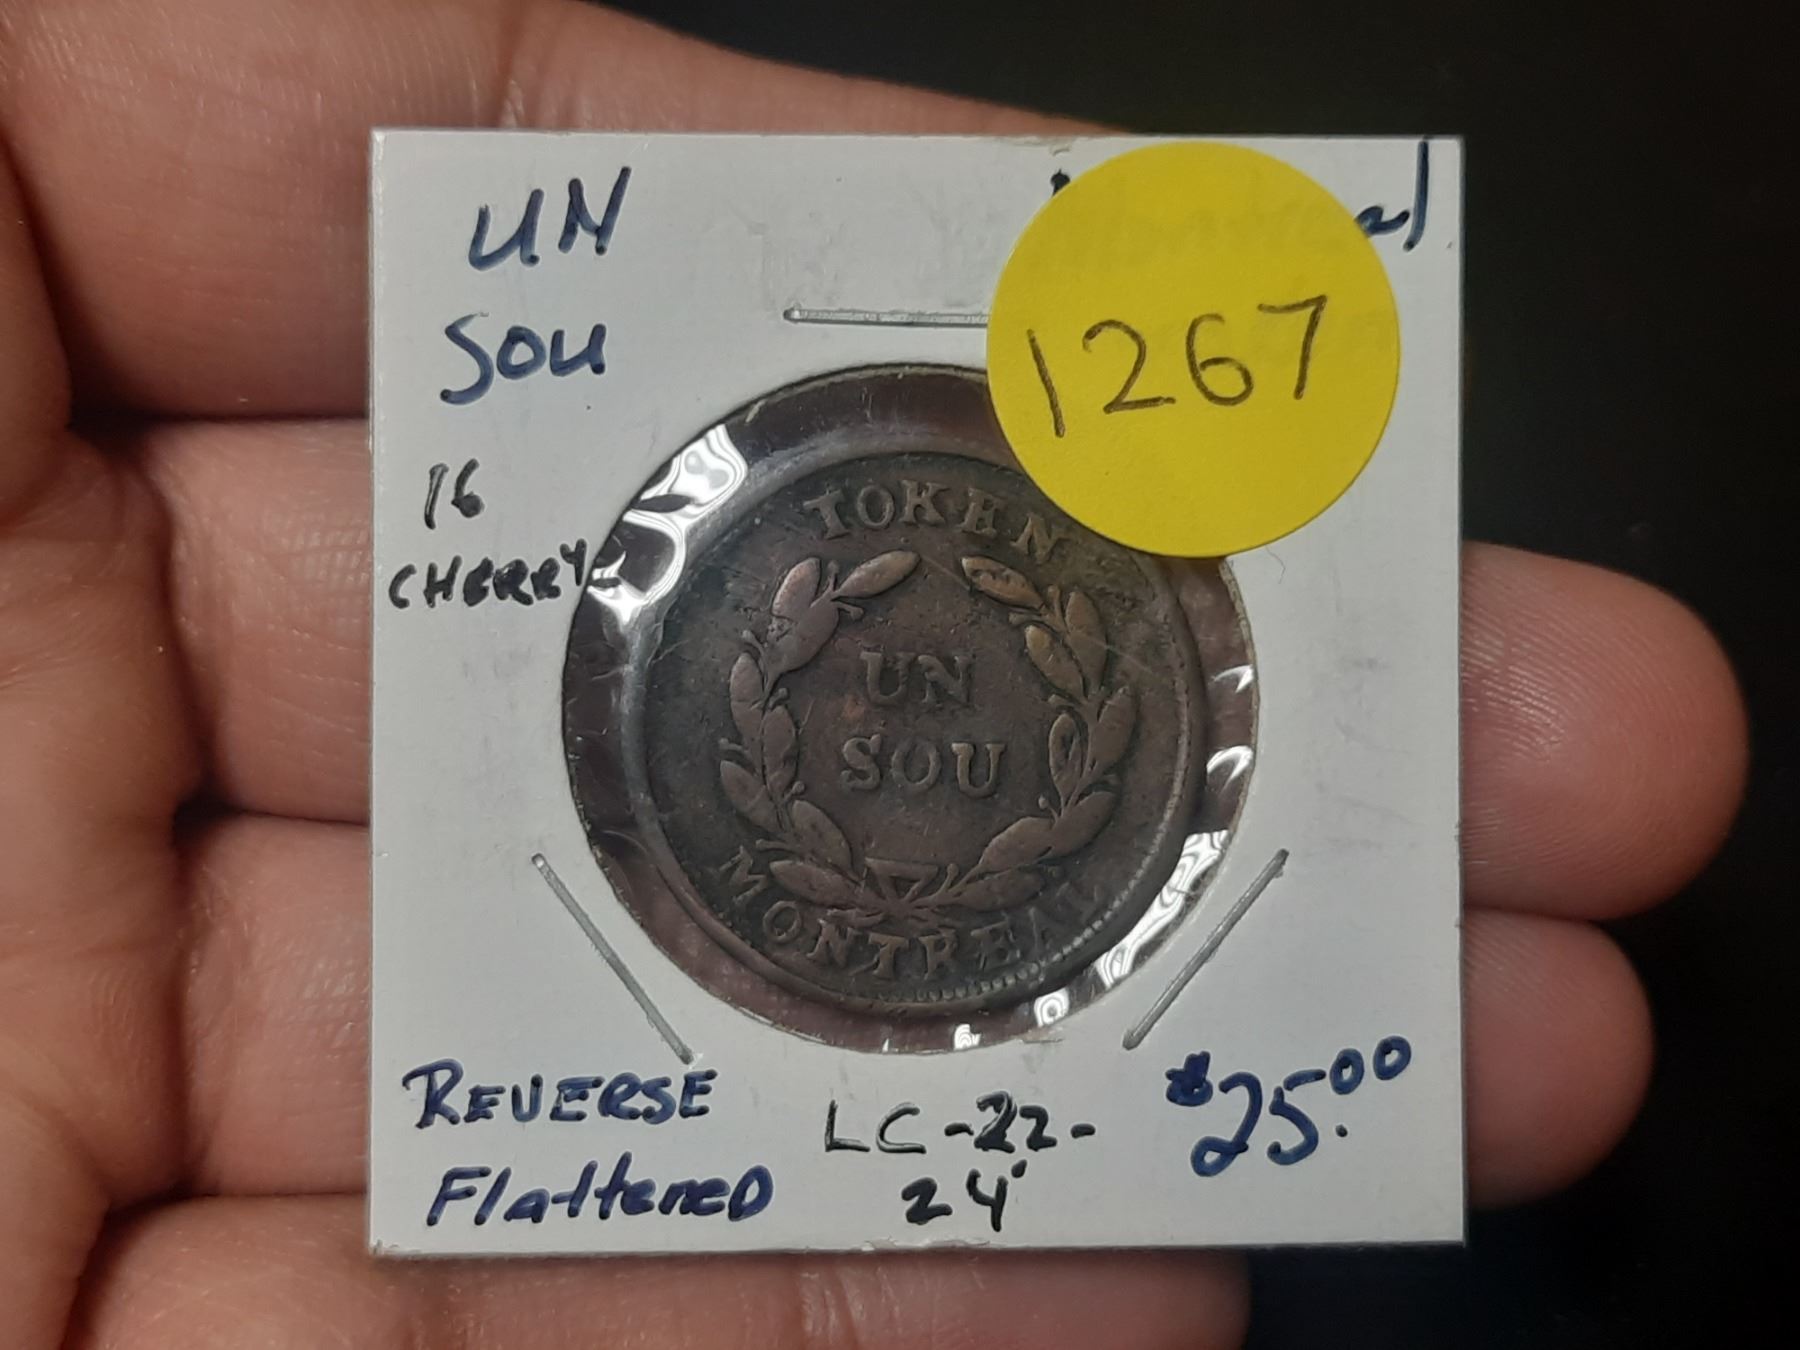 UN
SOU
1267
16
CHERRY
TOKEN
UN
SOU
MONTREAL
REVERSE
FlatteneD
LC-22-
24
$25.00